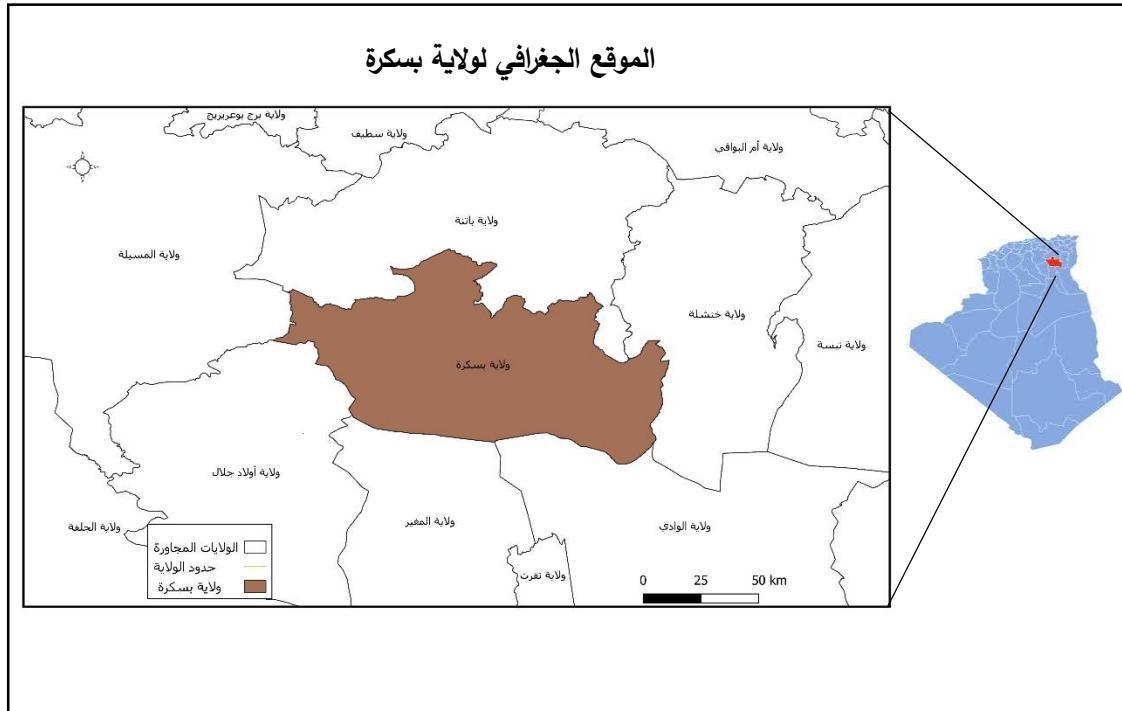 الموقع الجغرافي لولاية بسكرة
ولاية برج بوعريريج
ولاية سطيف
ولاية أم البواقي
ولاية باتنة
ولاية المسيلة
ولاية خنشلة
ولاية تبسة
ولاية بسكرة
ولاية أولاد جلال
ولاية الجلفة
ولاية المغير
ولاية الوادي
ولاية تقرت
الولايات المجاورة
حدود الولاية
ولاية بسكرة
0 25 50 km